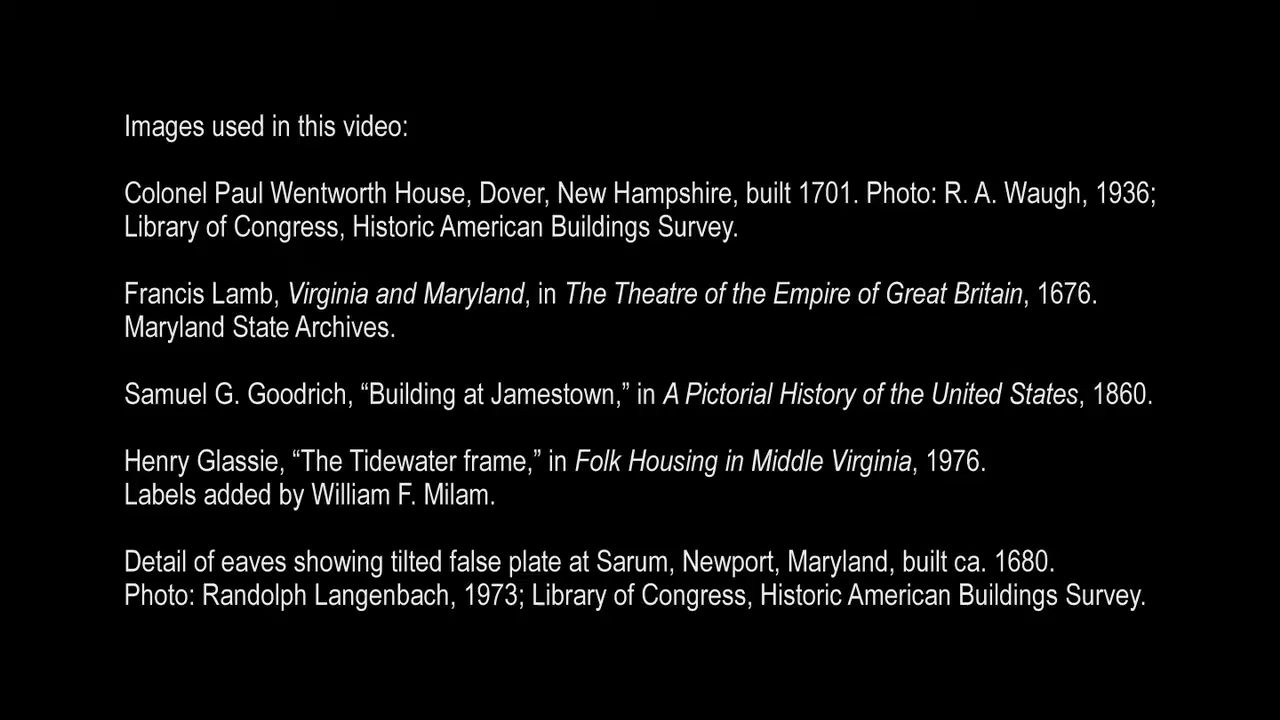 Images used in this video:
Colonel Paul Wentworth House, Dover, New Hampshire, built 1701. Photo: R. A. Waugh, 1936;
Library of Congress, Historic American Buildings Survey.
Francis Lamb, Virginia and Maryland, in The Theatre of the Empire of Great Britain, 1676.
Maryland State Archives.
Samuel G. Goodrich, “Building at Jamestown,” in A Pictorial History of the United States, 1860.
Henry Glassie, “The Tidewater frame,” in Folk Housing in Middle Virginia, 1976.
Labels added by William F. Milam.
Detail of eaves showing tilted false plate at Sarum, Newport, Maryland, built ca. 1680.
Photo: Randolph Langenbach, 1973; Library of Congress, Historic American Buildings Survey.